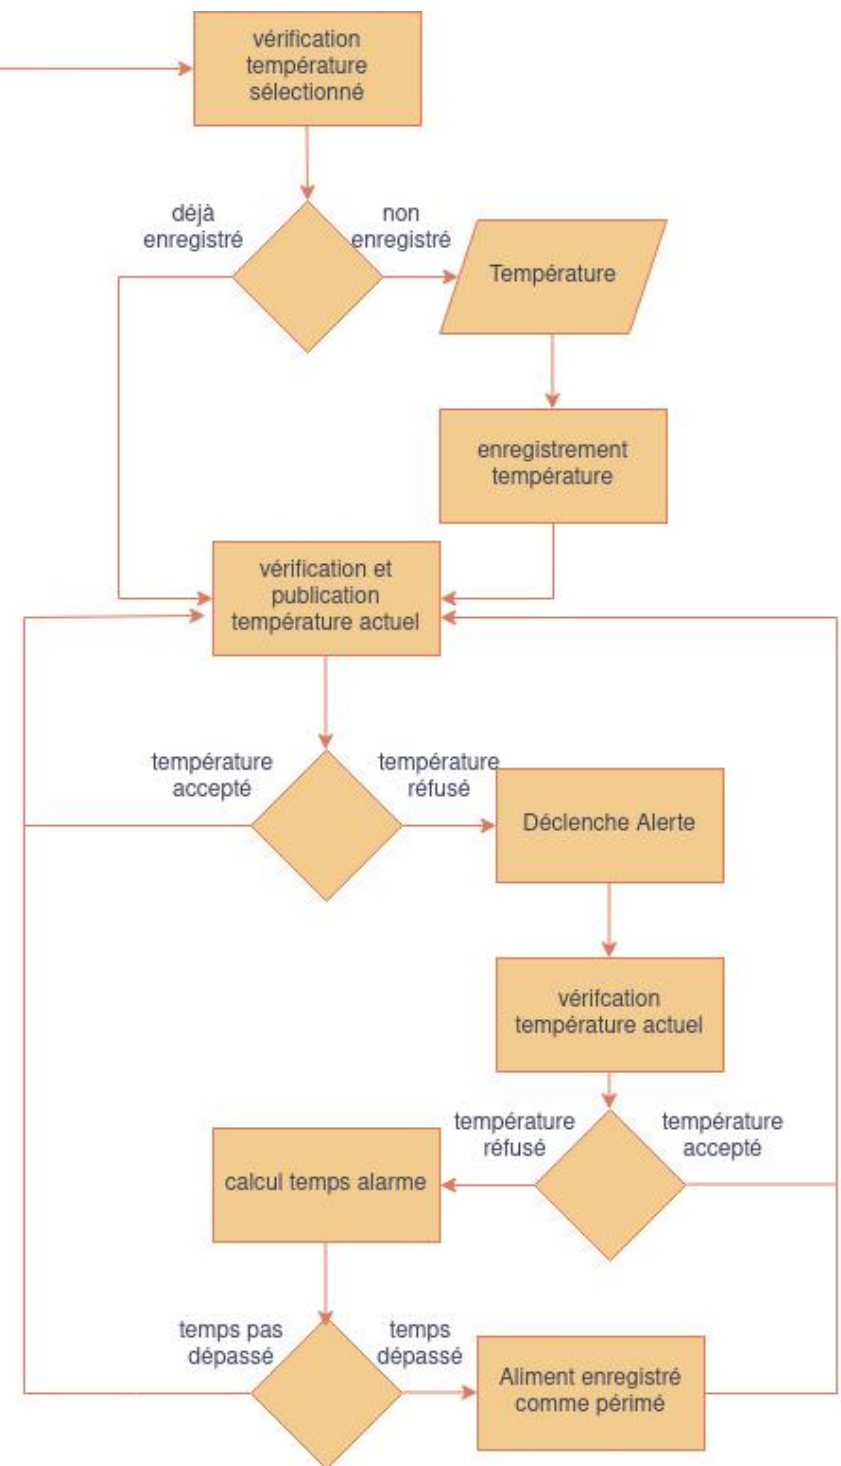 vérification
température
sélectionné
déjà
enregistré
non
enregistré
Température
enregistrement
température
vérification et
publication
température actuel
température
accepté
température
réfusé
Déclenche Alerte
vérifcation
température actuel
température
réfusé
température
accepté
calcul temps alarme
temps pas
dépassé
temps
dépassé
Aliment enregistré
comme périmé